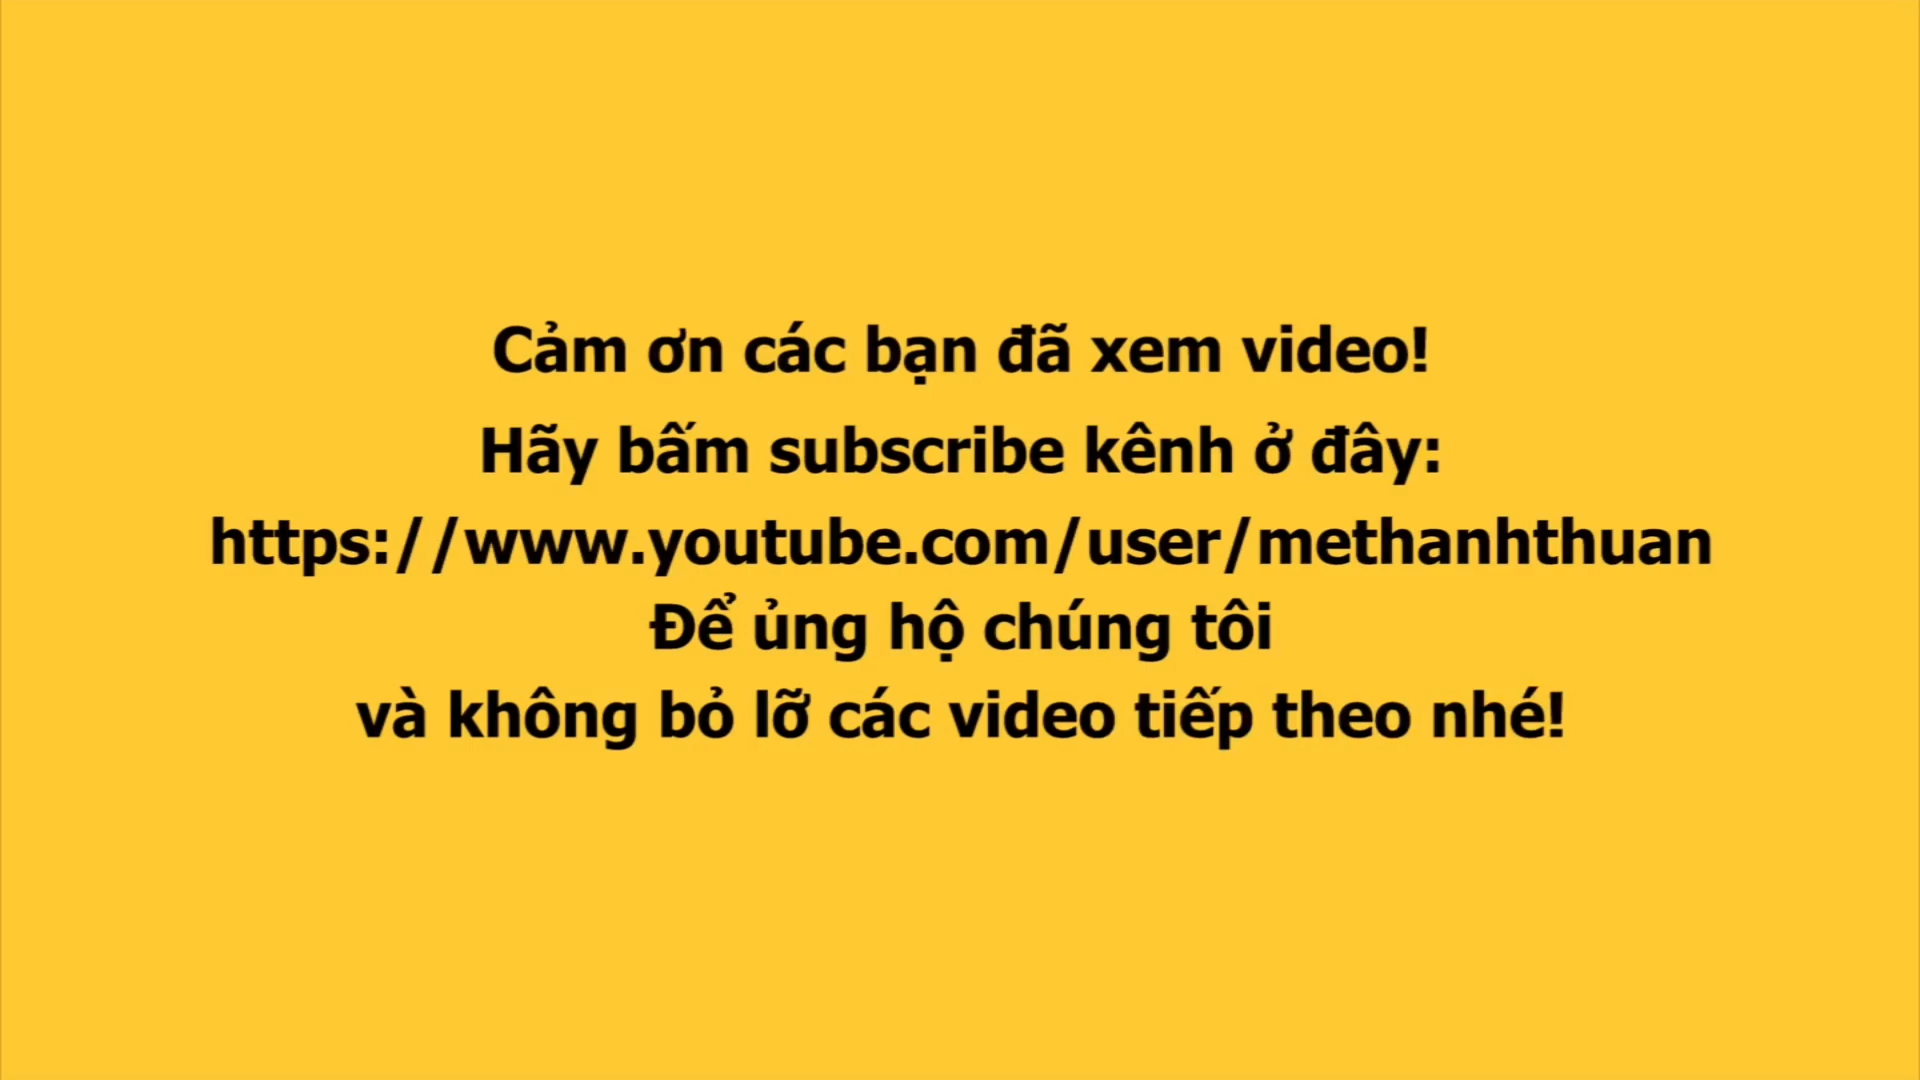 Cảm ơn các bạn đã xem video!
Hãy bấm subscribe kênh ở đây:
https://www.youtube.com/user/methanhthuan
Để ủng hộ chúng tôi
và không bỏ lỡ các video tiếp theo nhé!